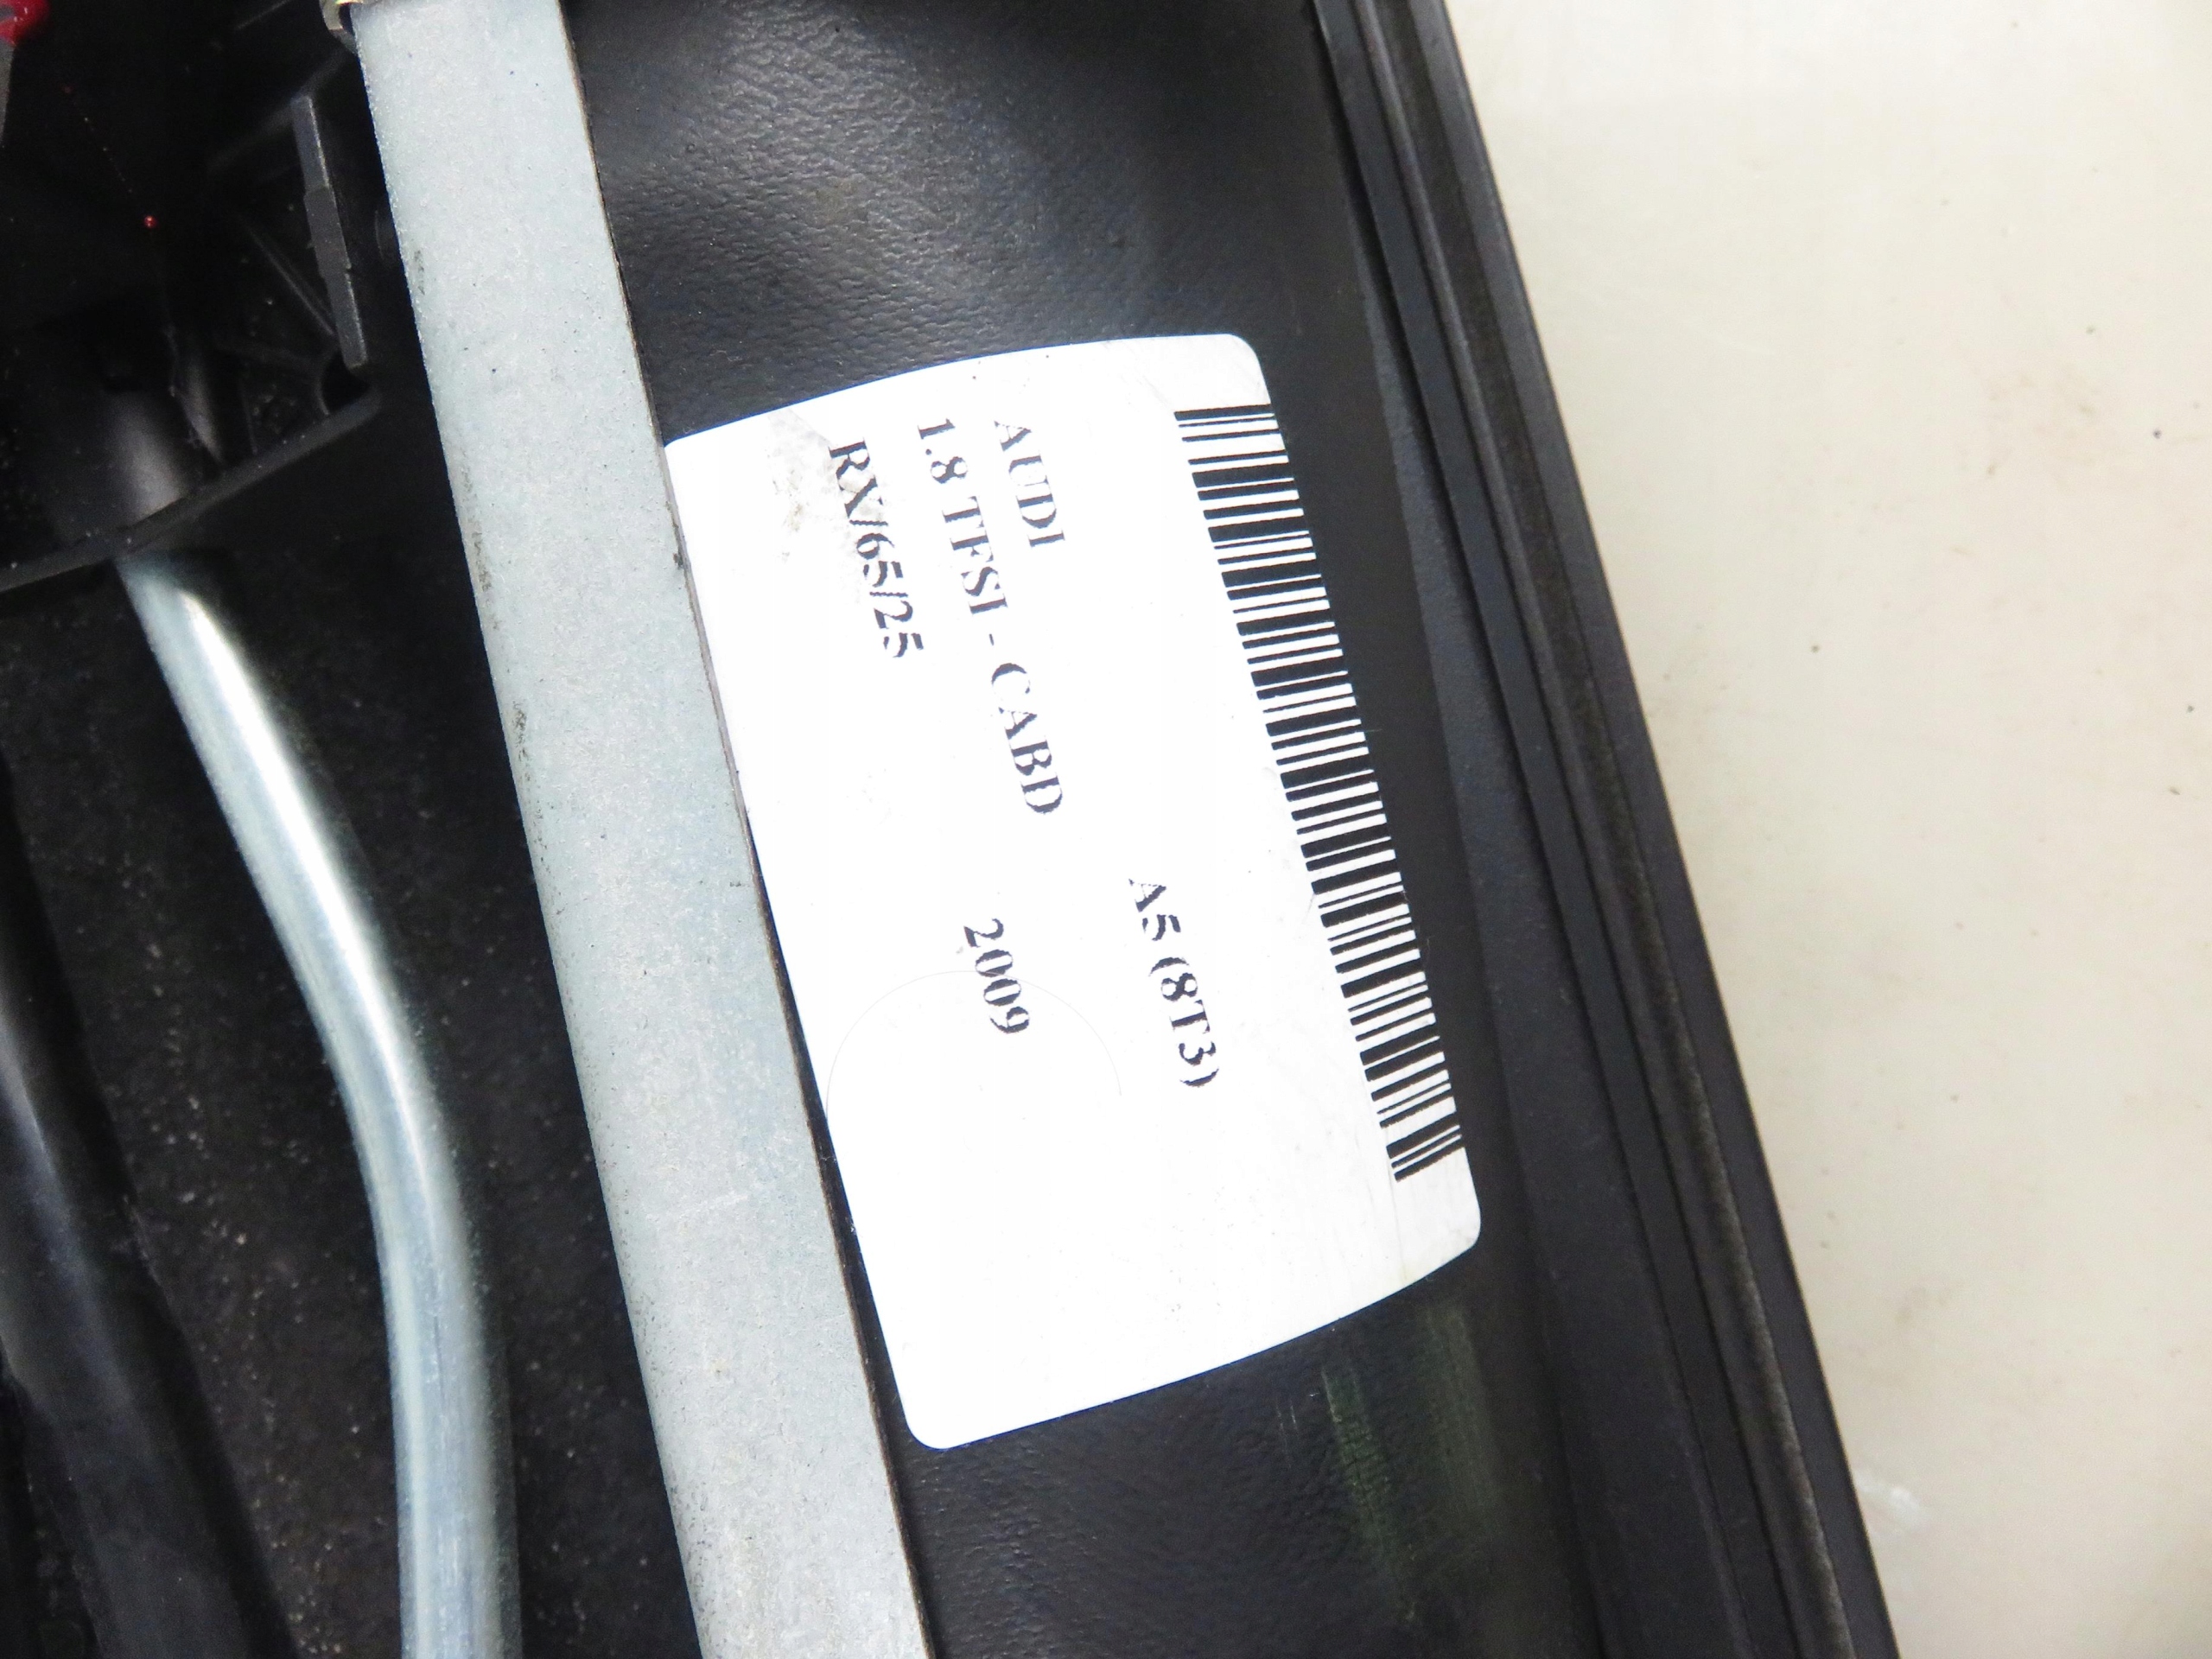 AUDI A5 (8T3)
1.8 TFSI - CABD 2009
RX/65/25